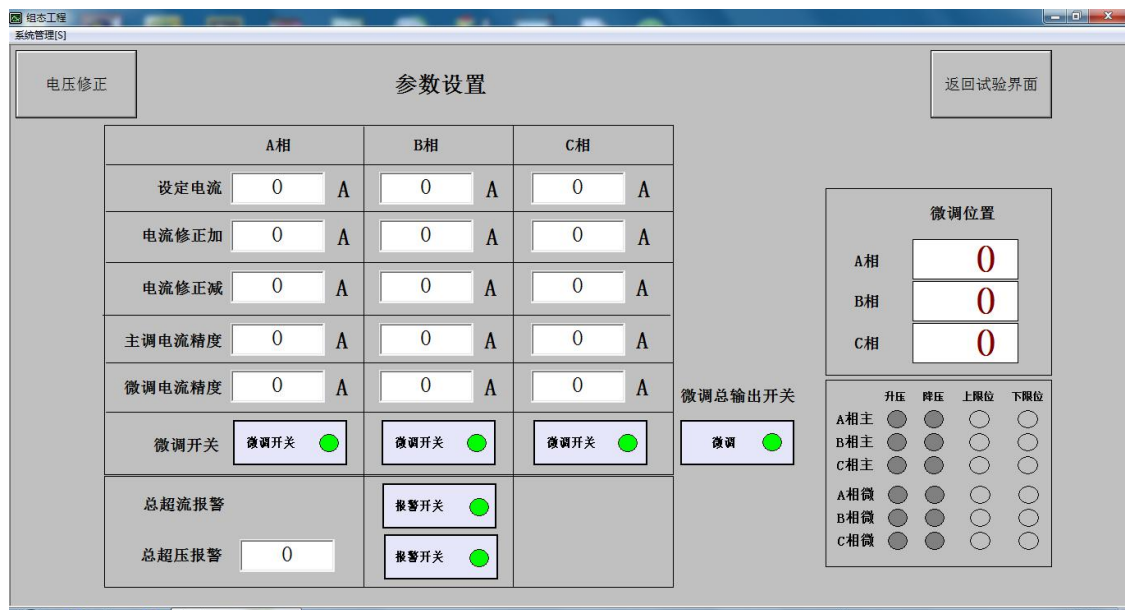 组态工程
系统管理[S]
电压修正
参数设置
返回试验界面
A相 B相 C相
设定电流 0 A 0 A 0 A
电流修正加 0 A 0 A 0 A
电流修正减 0 A 0 A 0 A
主调电流精度 0 A 0 A 0 A
微调电流精度 0 A 0 A 0 A
微调开关 微调开关 微调开关 微调开关
微调总输出开关
微调
总超流报警 报警开关
总超压报警 0 报警开关
微调位置
A相 0
B相 0
C相 0
升压 降压 上限位 下限位
A相主
B相主
C相主
A相微
B相微
C相微